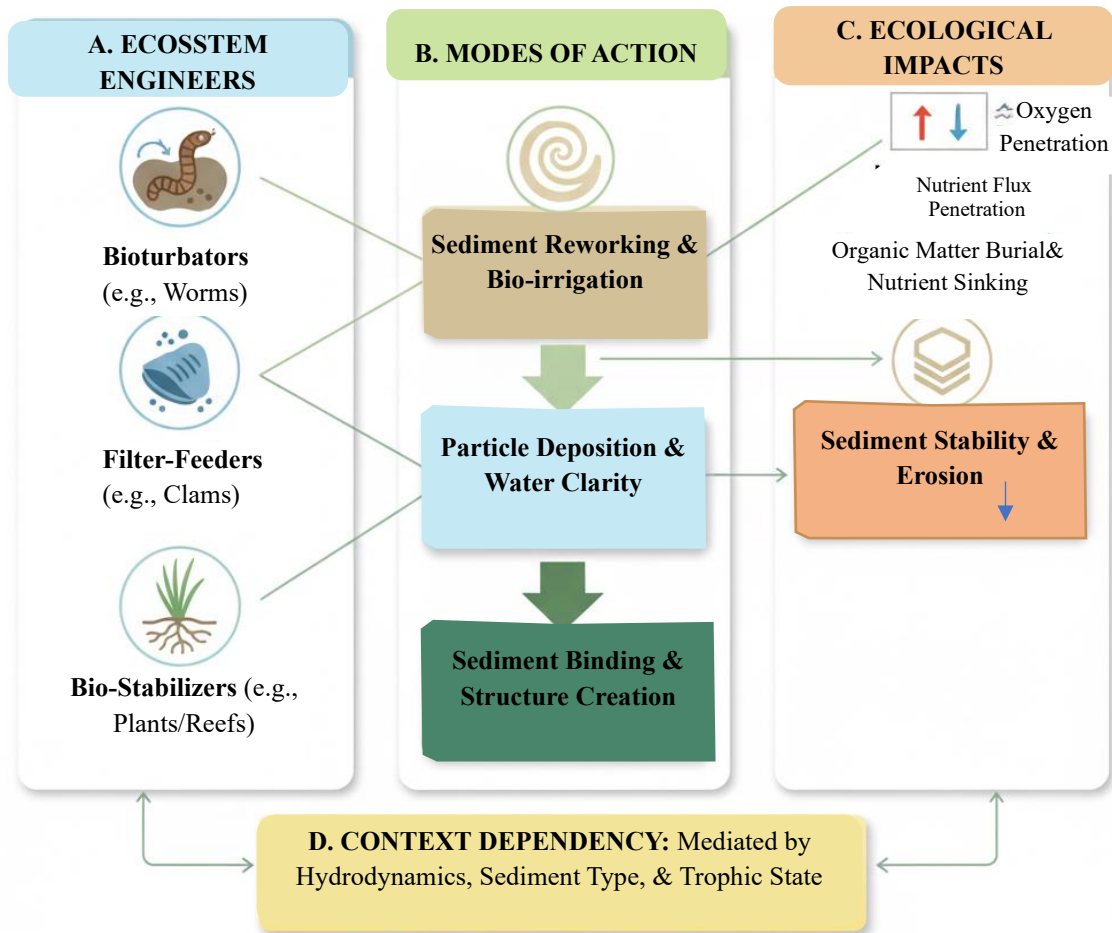 A. ECOSSTEM
ENGINEERS
Bioturbators
(e.g., Worms)
Filter-Feeders
(e.g., Clams)
Bio-Stabilizers (e.g.,
Plants/Reefs)
B. MODES OF ACTION
Sediment Reworking &
Bio-irrigation
Particle Deposition &
Water Clarity
Sediment Binding &
Structure Creation
C. ECOLOGICAL
IMPACTS
Oxygen
Penetration
Nutrient Flux
Penetration
Organic Matter Burial&
Nutrient Sinking
Sediment Stability &
Erosion
D. CONTEXT DEPENDENCY: Mediated by
Hydrodynamics, Sediment Type, & Trophic State